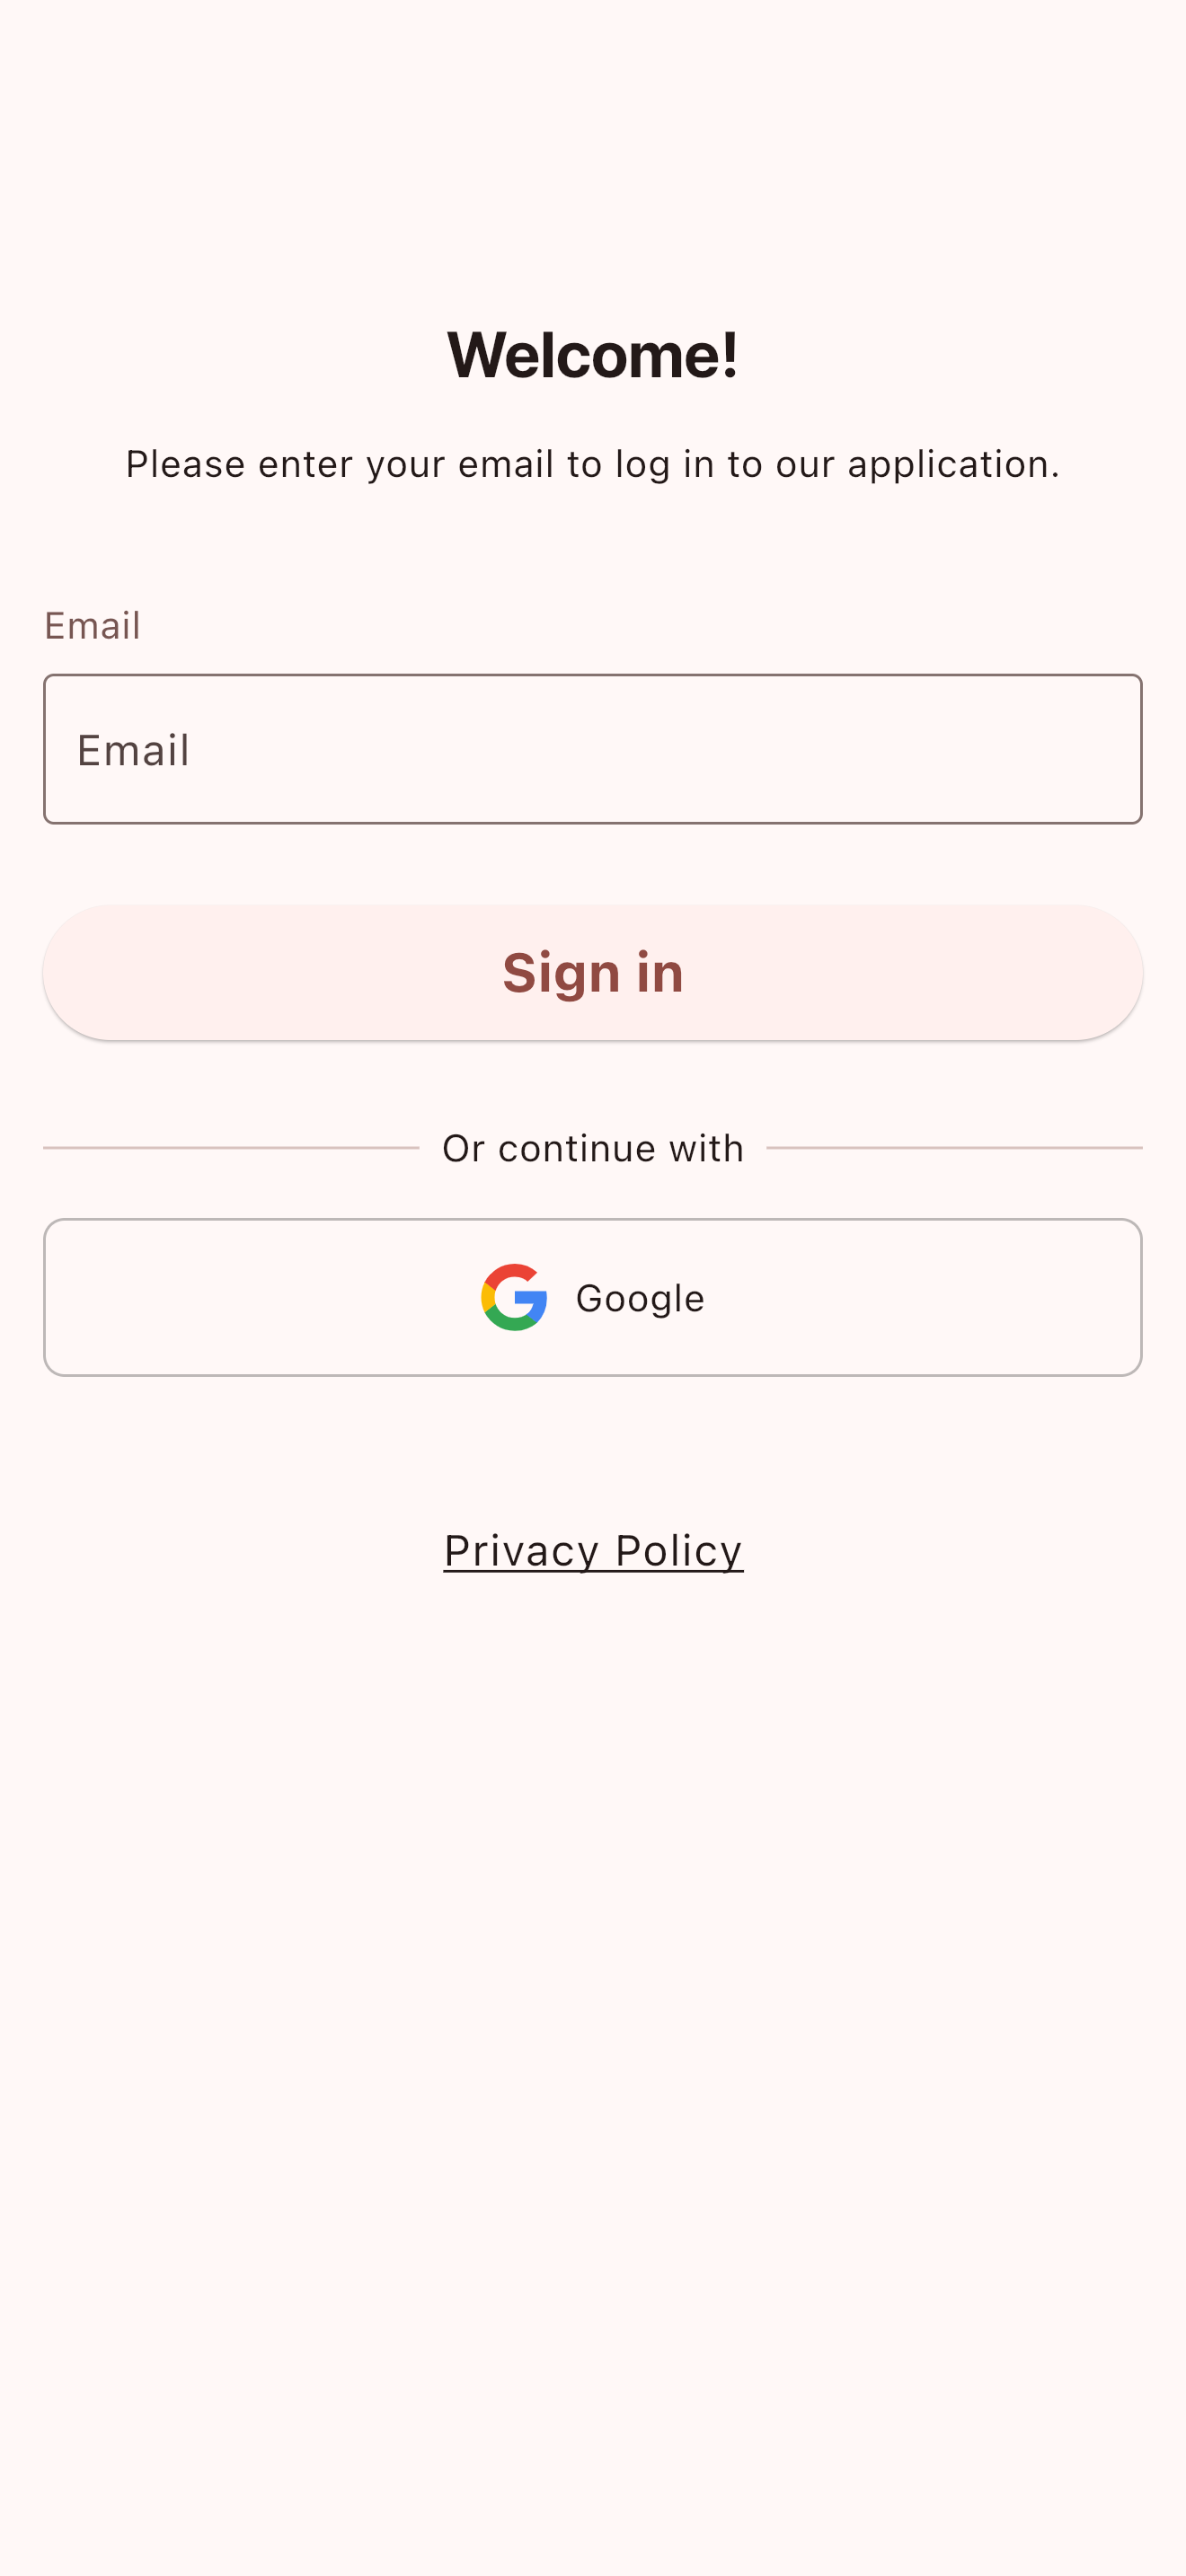 Welcome!
Please enter your email to log in to our application.
Email
Email
Sign in
Or continue with
Google
Privacy Policy